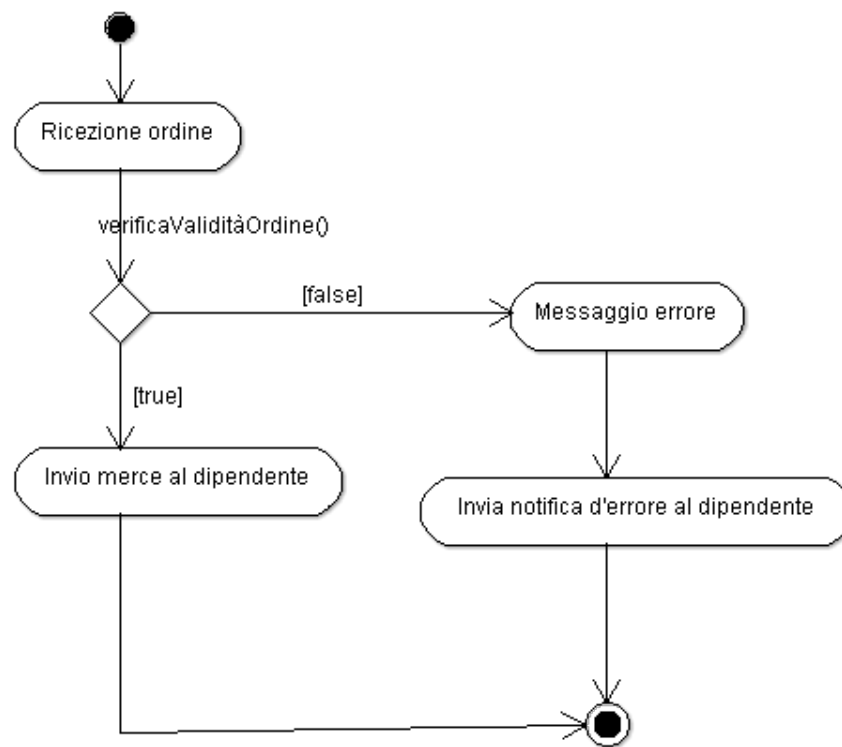 Ricezione ordine
verificaValiditàOrdine()
[false]
Messaggio errore
[true]
Invio merce al dipendente
Invia notifica d'errore al dipendente